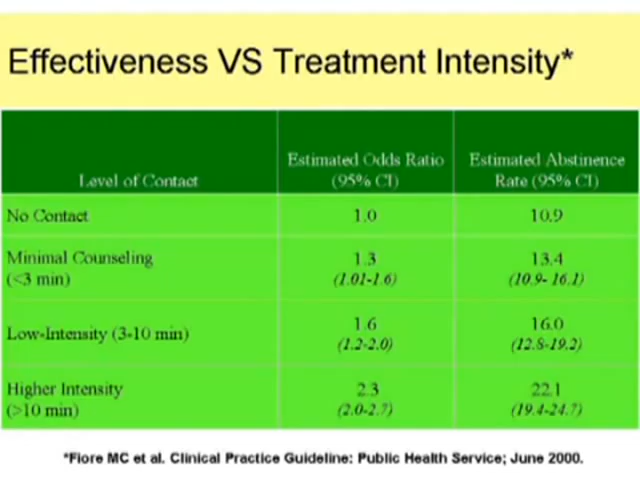 Effectiveness VS Treatment Intensity*
Level of Contact
Estimated Odds Ratio
(95% CI)
Estimated Abstinence
Rate (95% CI)
No Contact
1.0
10.9
Minimal Counseling
(<3 min)
1.3
(1.01-1.6)
13.4
(10.9- 16.1)
Low-Intensity (3-10 min)
1.6
(1.2-2.0)
16.0
(12.8-19.2)
Higher Intensity
(>10 min)
2.3
(2.0-2.7)
22.1
(19.4-24.7)
*Fiore MC et al. Clinical Practice Guideline: Public Health Service; June 2000.